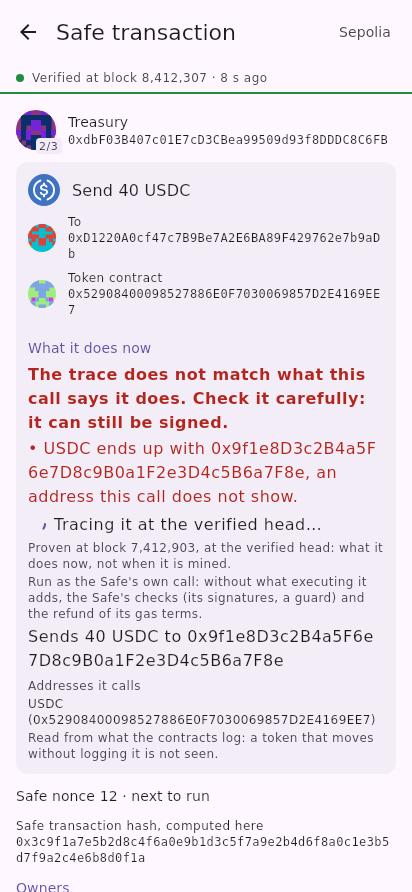 Safe transaction
Sepolia
Verified at block 8,412,307 · 8 s ago
Treasury
0xdbF03B407c01E7cD3CBea99509d93f8DDDC8C6FB
2/3
Send 40 USDC
To
0xD1220A0cf47c7B9Be7A2E6BA89F429762e7b9aD
b
Token contract
0x52908400098527886E0F7030069857D2E4169EE
7
What it does now
The trace does not match what this
call says it does. Check it carefully:
it can still be signed.
• USDC ends up with 0x9f1e8d3c2B4a5F
6e7D8c9B0a1F2e3D4c5B6a7F8e, an
address this call does not show.
Tracing it at the verified head…
Proven at block 7,412,903, at the verified head: what it
does now, not when it is mined.
Run as the Safe's own call: without what executing it
adds, the Safe's checks (its signatures, a guard) and
the refund of its gas terms.
Sends 40 USDC to 0x9f1e8D3c2B4a5F6e
7D8c9B0a1F2e3D4c5B6a7F8e
Addresses it calls
USDC
(0x52908400098527886E0F7030069857D2E4169EE7)
Read from what the contracts log: a token that moves
without logging it is not seen.
Safe nonce 12 · next to run
Safe transaction hash, computed here
0x3c9f1a7e5b2d8c4f6a0e9b1d3c5f7a9e2b4d6f8a0c1e3b5
d7f9a2c4e6b8d0f1a
Owners